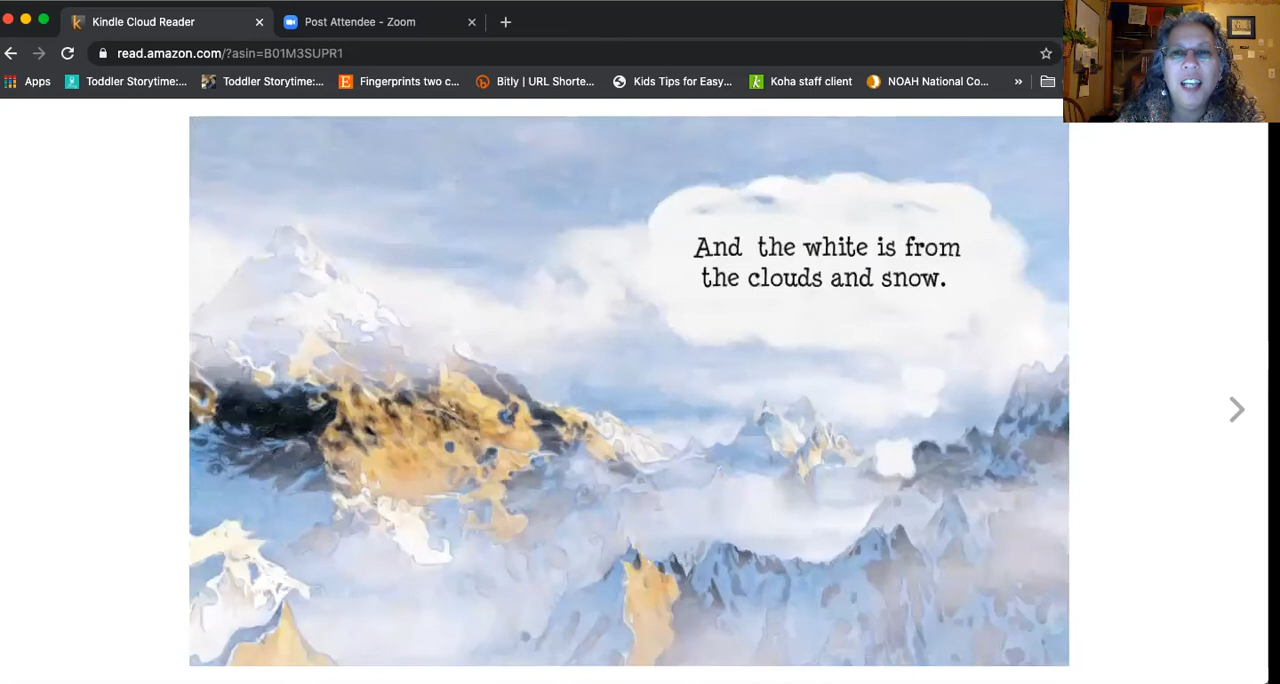 Kindle Cloud Reader
Post Attendee - Zoom
read.amazon.com/?asin=B01M3SUPR1
Apps Toddler Storytime:... Toddler Storytime:... Fingerprints two c... Bitly | URL Shorte... Kids Tips for Easy... Koha staff client NOAH National Co... »
And the white is from
the clouds and snow.